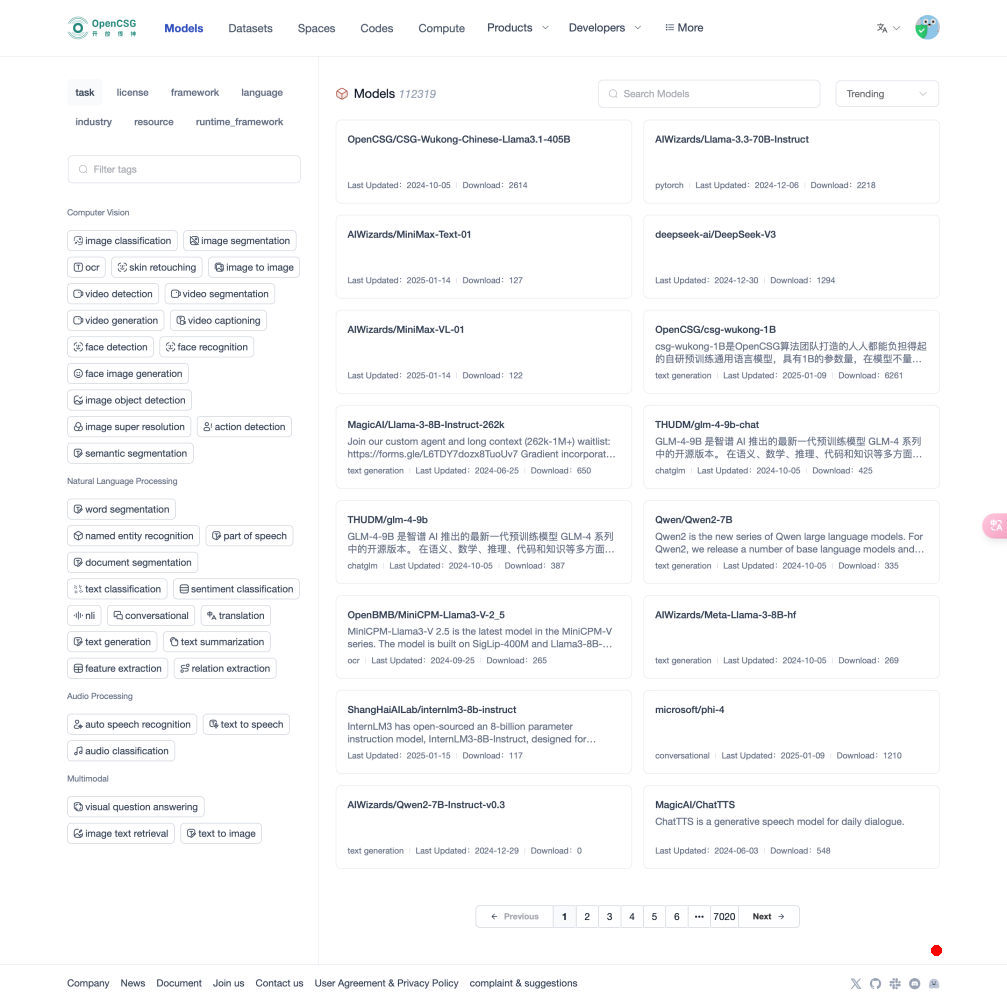 OpenCSG
开放传神
Models
Datasets
Spaces
Codes
Compute
Products
Developers
More
task
license
framework
language
industry
resource
runtime_framework
Filter tags
Computer Vision
image classification
image segmentation
ocr
skin retouching
image to image
video detection
video segmentation
video generation
video captioning
face detection
face recognition
face image generation
image object detection
image super resolution
action detection
semantic segmentation
Natural Language Processing
word segmentation
named entity recognition
part of speech
document segmentation
text classification
sentiment classification
nli
conversational
translation
text generation
text summarization
feature extraction
relation extraction
Audio Processing
auto speech recognition
text to speech
audio classification
Multimodal
visual question answering
image text retrieval
text to image
Models 112319
Search Models
Trending
OpenCSG/CSG-Wukong-Chinese-Llama3.1-405B
Last Updated：2024-10-05 Download：2614
AIWizards/Llama-3.3-70B-Instruct
pytorch Last Updated：2024-12-06 Download：2218
AIWizards/MiniMax-Text-01
Last Updated：2025-01-14 Download：127
deepseek-ai/DeepSeek-V3
Last Updated：2024-12-30 Download：1294
AIWizards/MiniMax-VL-01
Last Updated：2025-01-14 Download：122
OpenCSG/csg-wukong-1B
csg-wukong-1B是OpenCSG算法团队打造的人人都能负担得起
的自研预训练通用语言模型，具有1B的参数量，在模型不量…
text generation Last Updated：2025-01-09 Download：6261
MagicAI/Llama-3-8B-Instruct-262k
Join our custom agent and long context (262k-1M+) waitlist:
https://forms.gle/L6TDY7dozx8TuoUv7 Gradient incorporat…
text generation Last Updated：2024-06-25 Download：650
THUDM/glm-4-9b-chat
GLM-4-9B 是智谱 AI 推出的最新一代预训练模型 GLM-4 系列
中的开源版本。 在语义、数学、推理、代码和知识等多方面…
chatglm Last Updated：2024-10-05 Download：425
THUDM/glm-4-9b
GLM-4-9B 是智谱 AI 推出的最新一代预训练模型 GLM-4 系列
中的开源版本。 在语义、数学、推理、代码和知识等多方面…
chatglm Last Updated：2024-10-05 Download：387
Qwen/Qwen2-7B
Qwen2 is the new series of Qwen large language models. For
Qwen2, we release a number of base language models and…
text generation Last Updated：2024-10-05 Download：335
OpenBMB/MiniCPM-Llama3-V-2_5
MiniCPM-Llama3-V 2.5 is the latest model in the MiniCPM-V
series. The model is built on SigLip-400M and Llama3-8B-…
ocr Last Updated：2024-09-25 Download：265
AIWizards/Meta-Llama-3-8B-hf
text generation Last Updated：2024-10-05 Download：269
ShangHaiAILab/internlm3-8b-instruct
InternLM3 has open-sourced an 8-billion parameter
instruction model, InternLM3-8B-Instruct, designed for…
Last Updated：2025-01-15 Download：117
microsoft/phi-4
conversational Last Updated：2025-01-09 Download：1210
AIWizards/Qwen2-7B-Instruct-v0.3
text generation Last Updated：2024-12-29 Download：0
MagicAI/ChatTTS
ChatTTS is a generative speech model for daily dialogue.
Last Updated：2024-06-03 Download：548
Previous 1 2 3 4 5 6 ••• 7020 Next
Company News Document Join us Contact us User Agreement & Privacy Policy complaint & suggestions